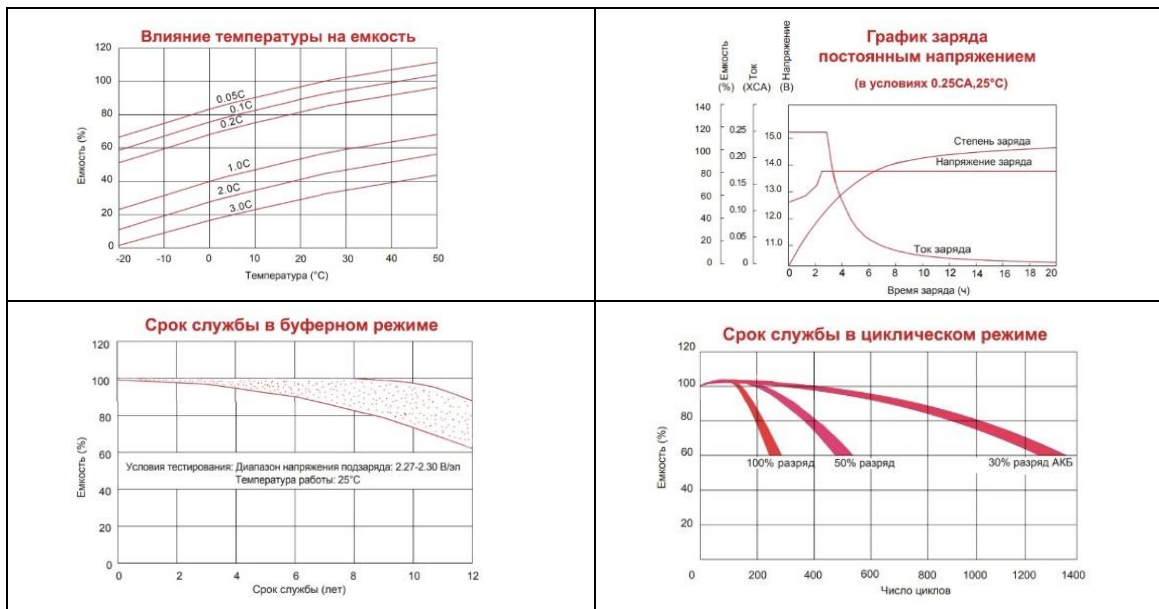 Влияние температуры на емкость
120
100
80
60
40
20
0
Емкость (%)
0.05C
0.1C
0.2C
1.0C
2.0C
3.0C
-20 -10 0 10 20 30 40 50
Температура (°C)
График заряда
постоянным напряжением
(в условиях 0.25CA,25°C)
Емкость (%)
Ток (XCA)
Напряжение (В)
140
120 0.25 15.0
100 0.20 14.0
80 0.15 13.0
60 0.10 12.0
40 0.05 11.0
20 0
0
Степень заряда
Напряжение заряда
Ток заряда
0 2 4 6 8 10 12 14 16 18 20
Время заряда (ч)
Срок службы в буферном режиме
120
100
80
60
40
20
0
Емкость (%)
Условия тестирования: Диапазон напряжения подзаряда: 2.27-2.30 В/эл
Температура работы: 25°C
0 2 4 6 8 10 12
Срок службы (лет)
Срок службы в циклическом режиме
120
100
80
60
40
20
0
Емкость (%)
100% разряд 50% разряд 30% разряд АКБ
200 400 600 1000 1200 1400
Число циклов